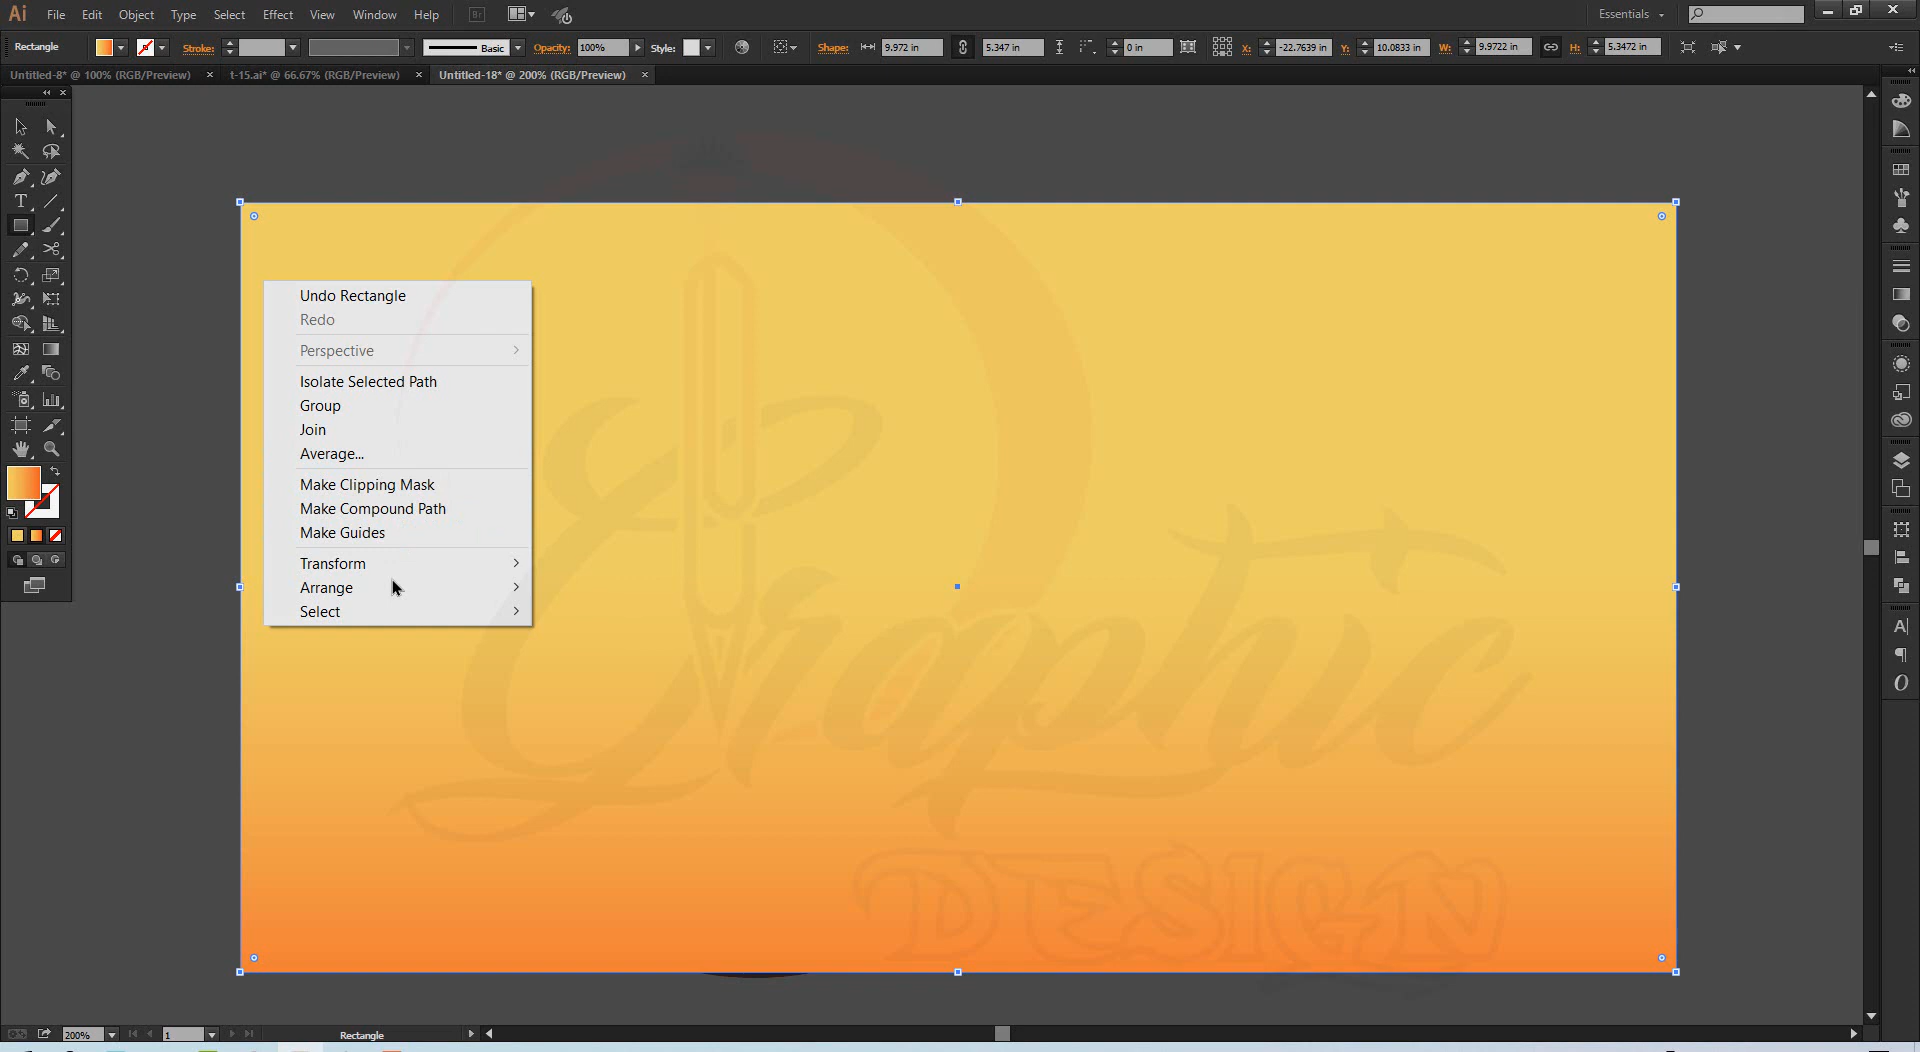 Ai File Edit Object Type Select Effect View Window Help Br Essentials
Rectangle Stroke: Basic Opacity: 100% Style: Shape: 9.972 in 5.347 in 0 in X: -22.7639 in Y: 10.0833 in W: 9.9722 in H: 5.3472 in
Untitled-8* @ 100% (RGB/Preview) × t-15.ai* @ 66.67% (RGB/Preview) × Untitled-18* @ 200% (RGB/Preview) ×
Undo Rectangle
Redo
Perspective
Isolate Selected Path
Group
Join
Average...
Make Clipping Mask
Make Compound Path
Make Guides
Transform
Arrange
Select
Graphic
DESIGN
200% 1 Rectangle